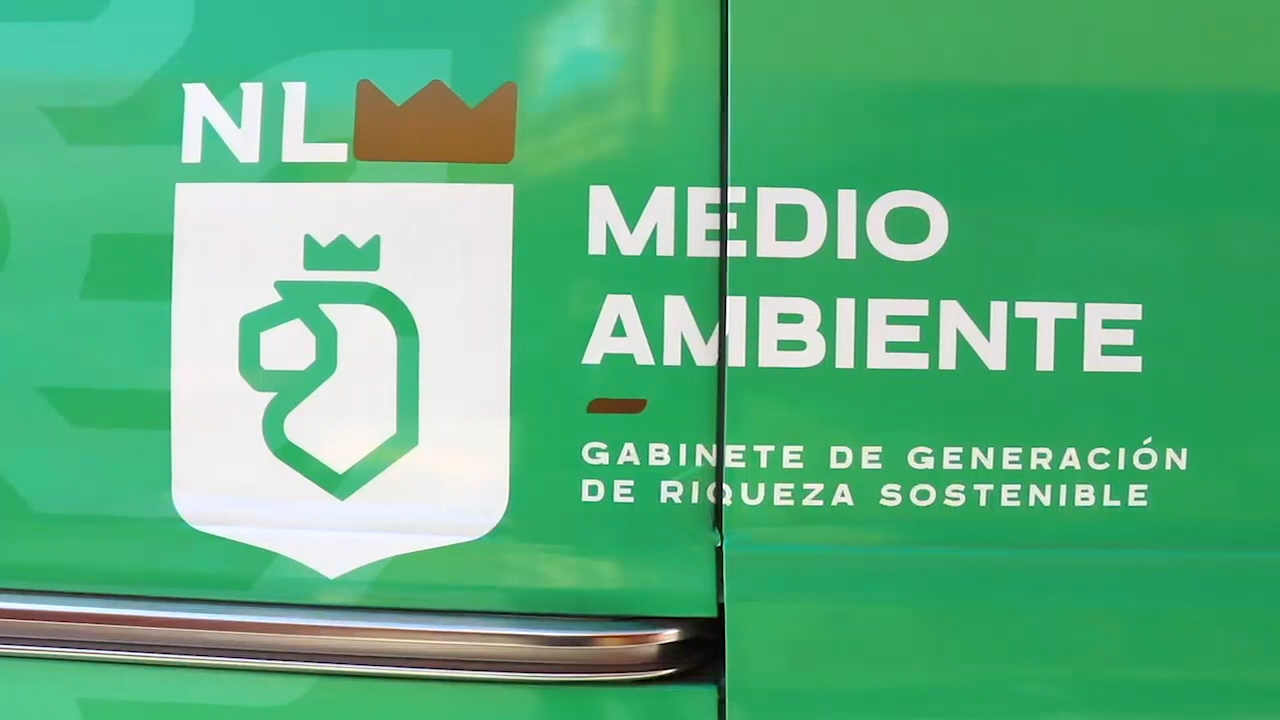 NL
MEDIO
AMBIENTE
GABINETE DE GENERACIÓN
DE RIQUEZA SOSTENIBLE